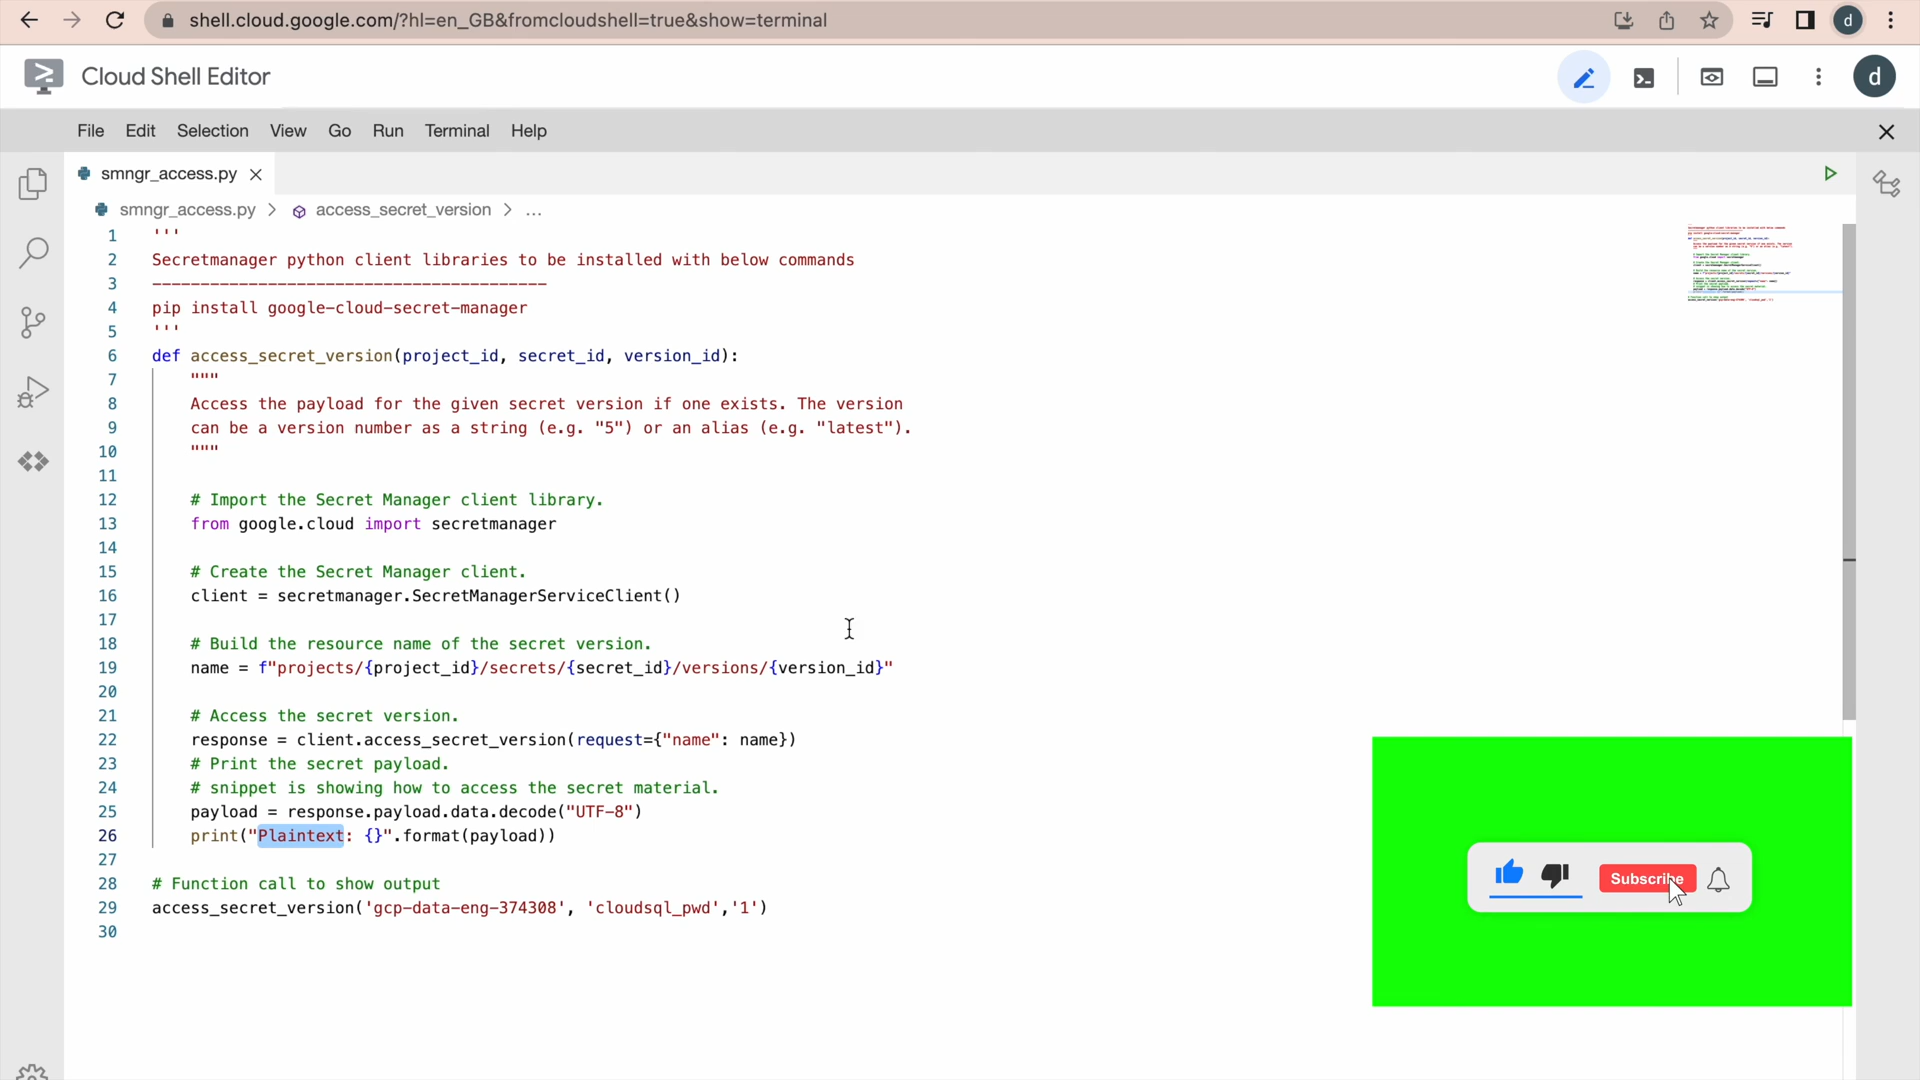 shell.cloud.google.com/?hl=en_GB&fromcloudshell=true&show=terminal
d
Cloud Shell Editor
d
File Edit Selection View Go Run Terminal Help
smngr_access.py
smngr_access.py > access_secret_version > ...
1 '''
2 Secretmanager python client libraries to be installed with below commands
3 -----------------------------------------
4 pip install google-cloud-secret-manager
5 '''
6 def access_secret_version(project_id, secret_id, version_id):
7 """
8 Access the payload for the given secret version if one exists. The version
9 can be a version number as a string (e.g. "5") or an alias (e.g. "latest").
10 """
11
12 # Import the Secret Manager client library.
13 from google.cloud import secretmanager
14
15 # Create the Secret Manager client.
16 client = secretmanager.SecretManagerServiceClient()
17
18 # Build the resource name of the secret version.
19 name = f"projects/{project_id}/secrets/{secret_id}/versions/{version_id}"
20
21 # Access the secret version.
22 response = client.access_secret_version(request={"name": name})
23 # Print the secret payload.
24 # snippet is showing how to access the secret material.
25 payload = response.payload.data.decode("UTF-8")
26 print("Plaintext: {}".format(payload))
27
28 # Function call to show output
29 access_secret_version('gcp-data-eng-374308', 'cloudsql_pwd','1')
30
Subscribe